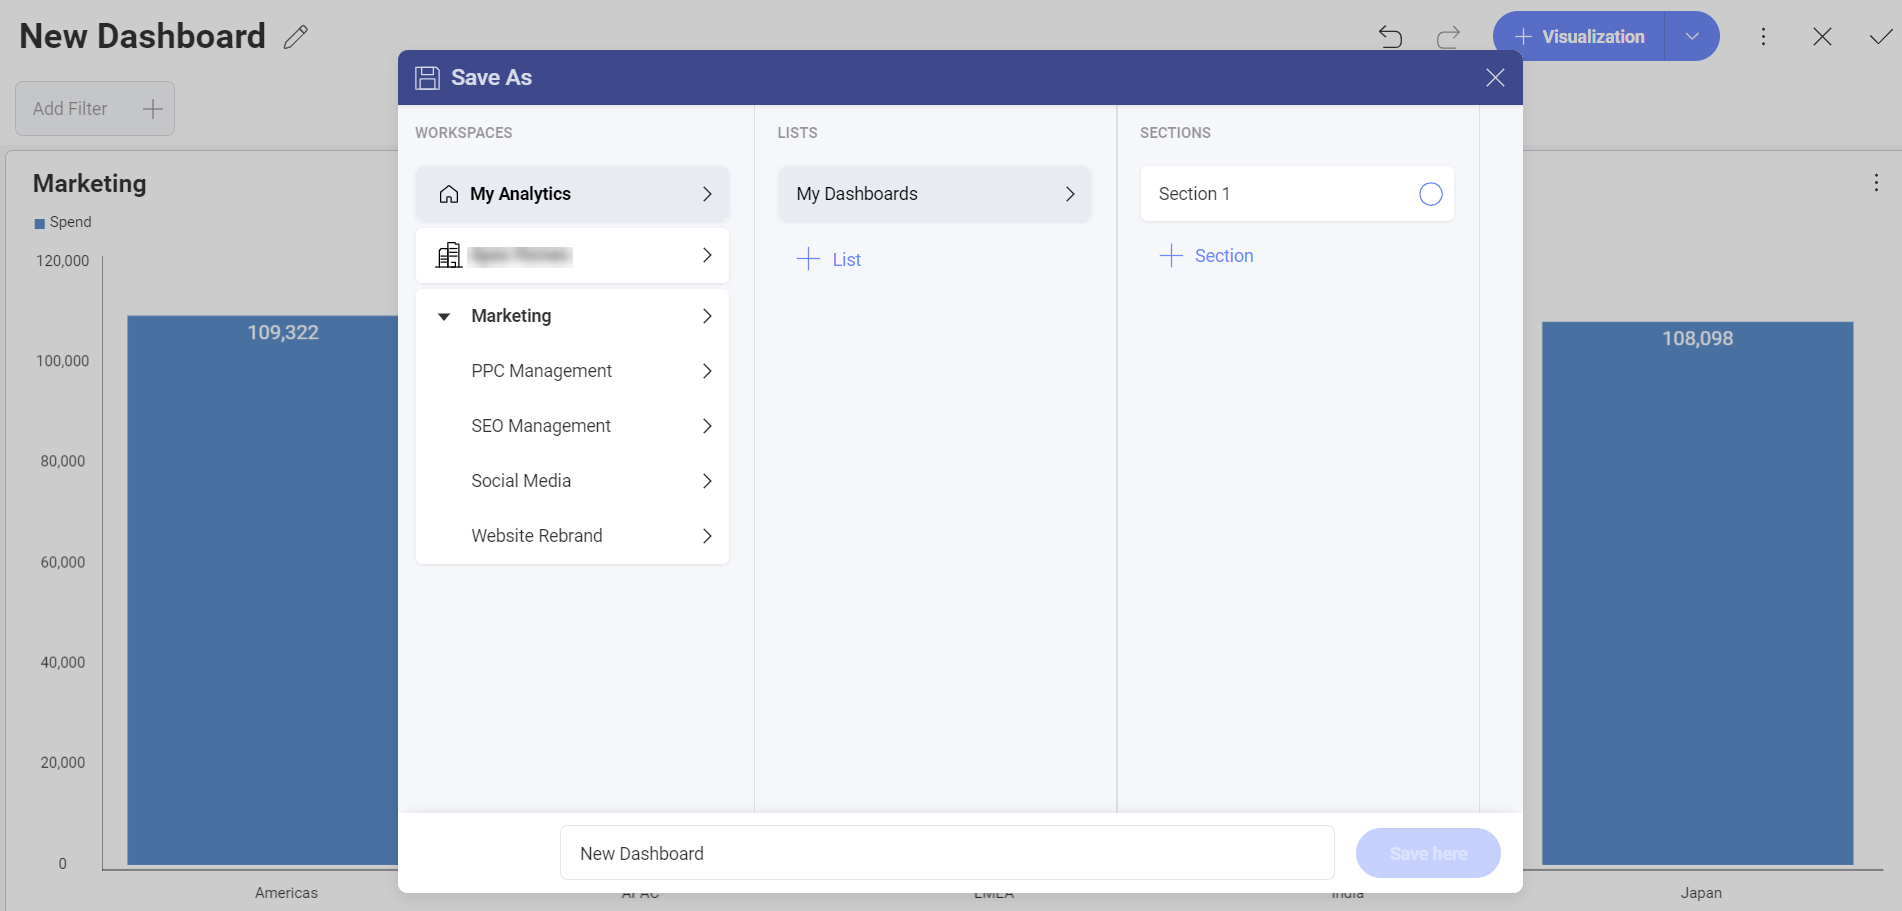 New Dashboard
Visualization
Add Filter
Save As
WORKSPACES
My Analytics
Marketing
PPC Management
SEO Management
Social Media
Website Rebrand
LISTS
My Dashboards
List
SECTIONS
Section 1
Section
New Dashboard
Save here
Marketing
Spend
120,000
100,000
80,000
60,000
40,000
20,000
0
109,322
108,098
Americas
APAC
EMEA
India
Japan